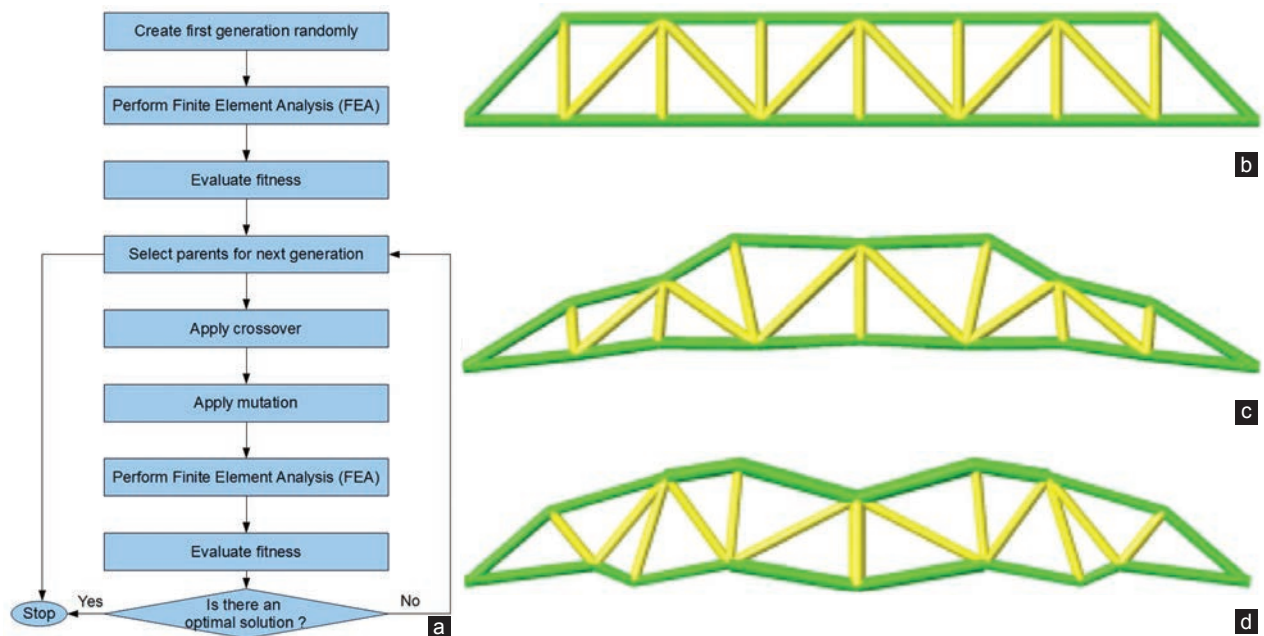 Create first generation randomly
Perform Finite Element Analysis (FEA)
Evaluate fitness
Select parents for next generation
Apply crossover
Apply mutation
Perform Finite Element Analysis (FEA)
Evaluate fitness
Is there an
optimal solution ?
Yes
No
Stop
a
b
c
d